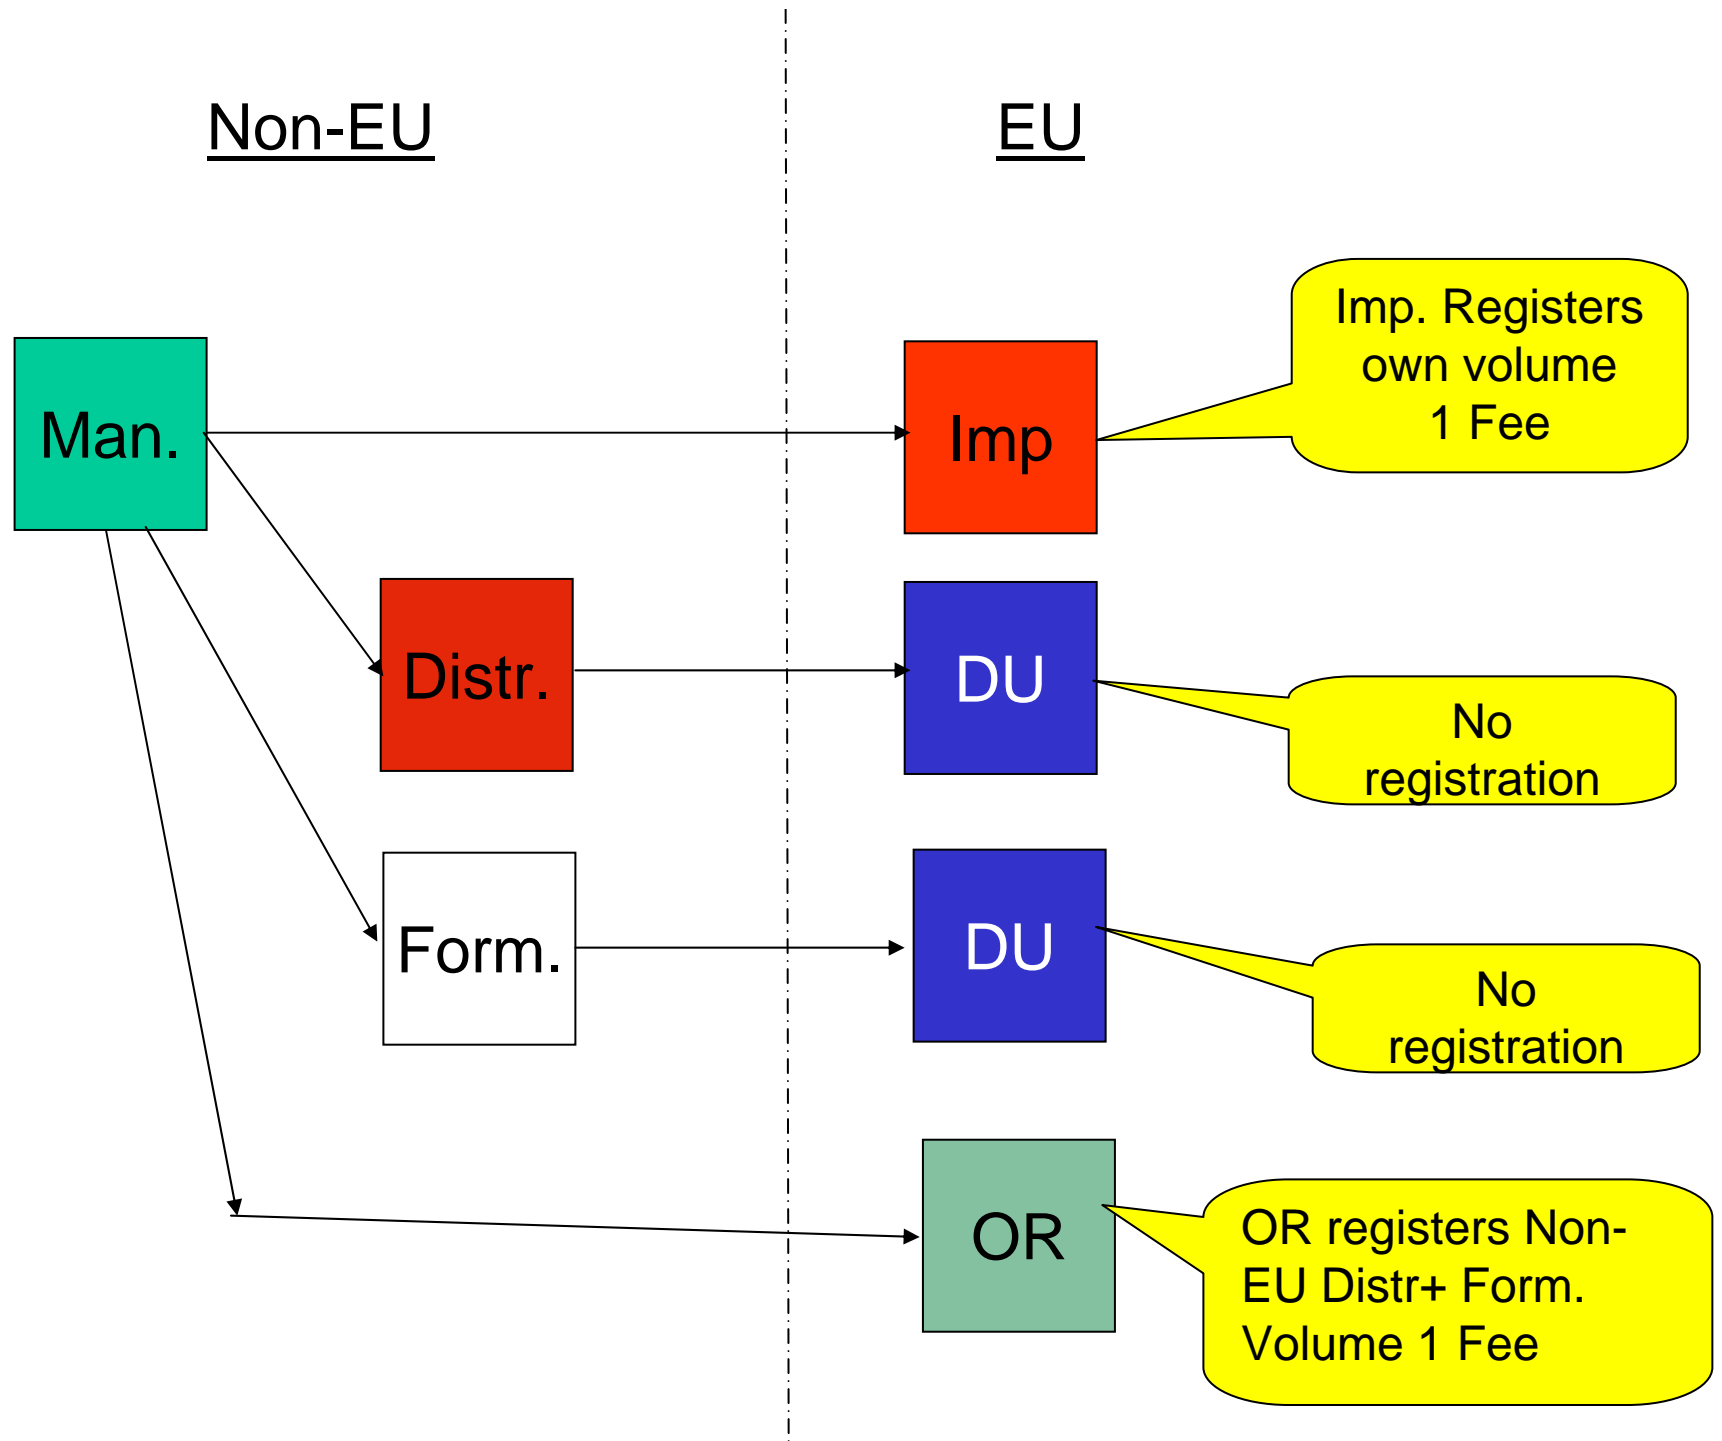 Non-EU
EU
Man.
Imp
Imp. Registers
own volume
1 Fee
Distr.
DU
No
registration
Form.
DU
No
registration
OR
OR registers Non-
EU Distr+ Form.
Volume 1 Fee